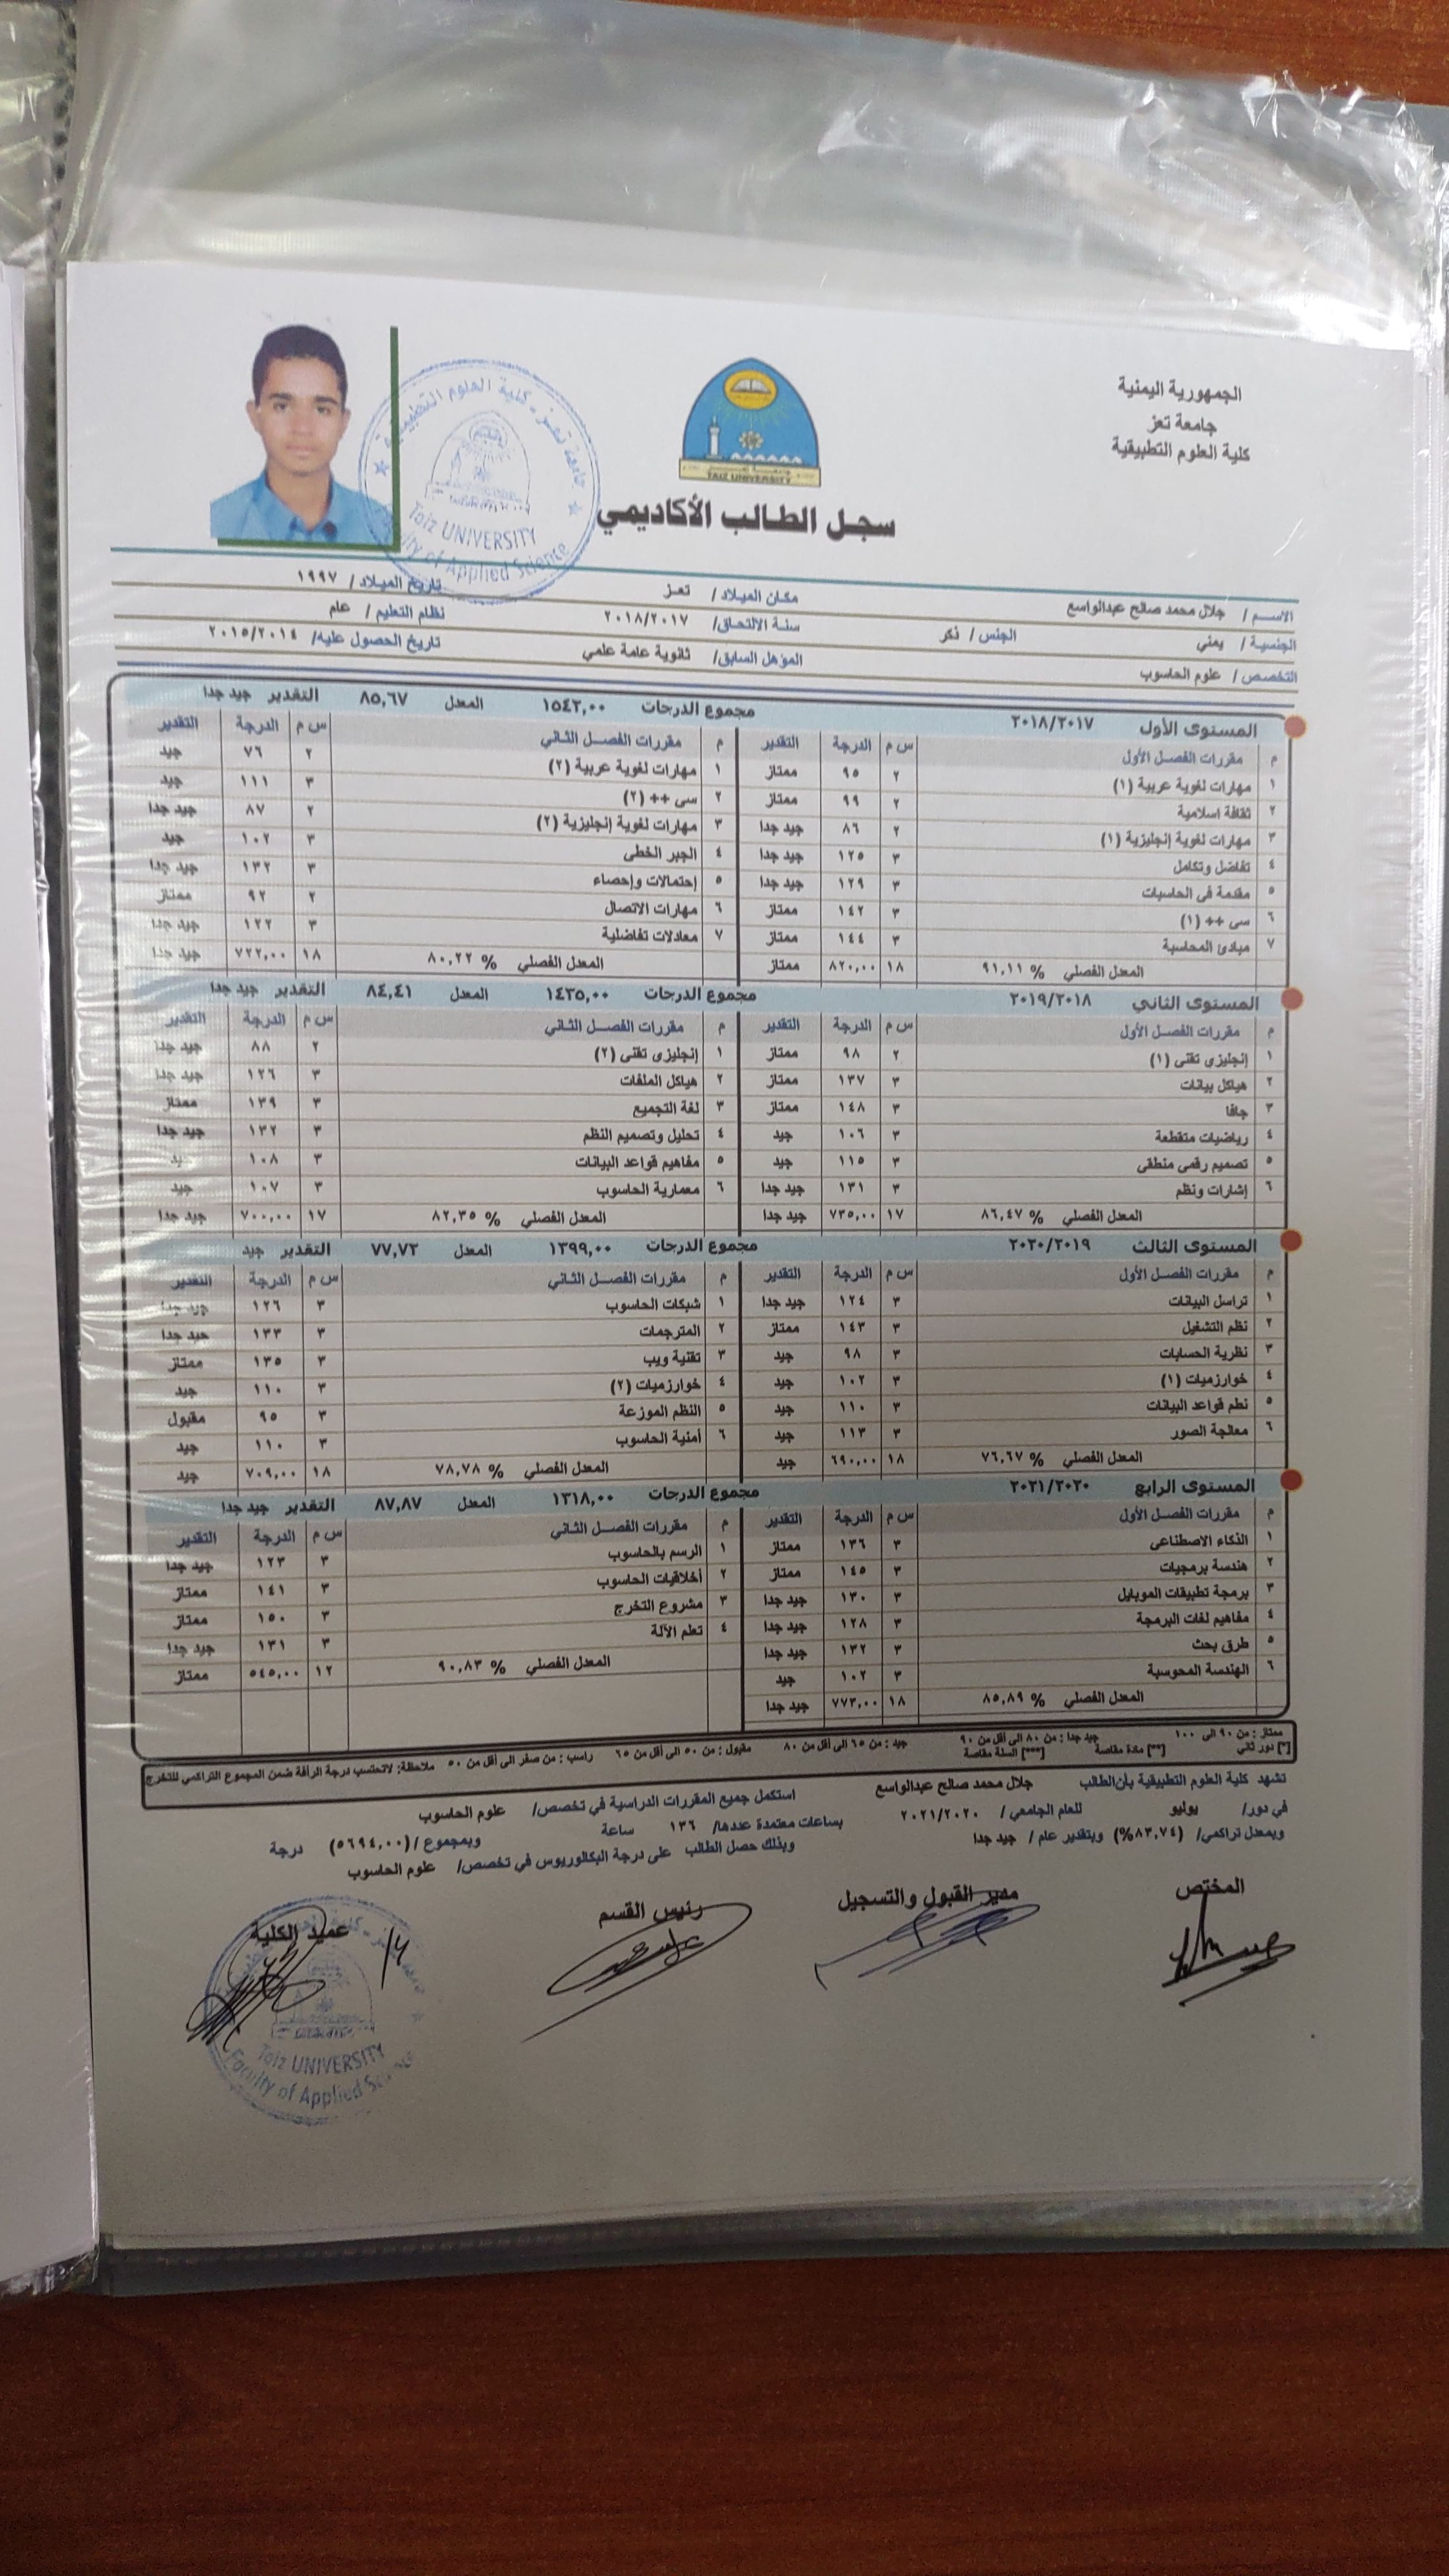 الجمهورية اليمنية
جامعة تعز
كلية العلوم التطبيقية
TAIZ UNIVERSITY
جامعة تعز - كلية العلوم التطبيقية
Taiz UNIVERSITY
Faculty of Applied Science
سجل الطالب الأكاديمي
الاسم / جلال محمد صالح عبدالواسع مكان الميلاد / تعز تاريخ الميلاد / ١٩٩٧
الجنسية / يمني الجنس / ذكر سنة الالتحاق / ٢٠١٨/٢٠١٧ نظام التعليم / عام
التخصص / علوم الحاسوب المؤهل السابق / ثانوية عامة علمي تاريخ الحصول عليه / ٢٠١٥/٢٠١٤
المستوى الأول ٢٠١٨/٢٠١٧ مجموع الدرجات ١٥٤٢,٠٠ المعدل ٨٥,٦٧ التقدير جيد جدا
م مقررات الفصل الأول س م الدرجة التقدير م مقررات الفصل الثاني س م الدرجة التقدير
١ مهارات لغوية عربية (١) ٢ ٩٥ ممتاز ١ مهارات لغوية عربية (٢) ٢ ٧٦ جيد
٢ ثقافة اسلامية ٢ ٩٩ ممتاز ٢ سى ++ (٢) ٣ ١١١ جيد
٣ مهارات لغوية إنجليزية (١) ٢ ٨٦ جيد جدا ٣ مهارات لغوية إنجليزية (٢) ٢ ٨٧ جيد جدا
٤ تفاضل وتكامل ٣ ١٢٥ جيد جدا ٤ الجبر الخطى ٣ ١٠٢ جيد
٥ مقدمة فى الحاسبات ٣ ١٢٩ جيد جدا ٥ إحتمالات وإحصاء ٣ ١٣٢ جيد جدا
٦ سى ++ (١) ٣ ١٤٢ ممتاز ٦ مهارات الاتصال ٢ ٩٢ ممتاز
٧ مبادئ المحاسبة ٣ ١٤٤ ممتاز ٧ معادلات تفاضلية ٣ ١٢٢ جيد جدا
المعدل الفصلي % ٩١,١١ ١٨ ٨٢٠,٠٠ ممتاز المعدل الفصلي % ٨٠,٢٢ ١٨ ٧٢٢,٠٠ جيد جدا
المستوى الثاني ٢٠١٩/٢٠١٨ مجموع الدرجات ١٤٣٥,٠٠ المعدل ٨٤,٤١ التقدير جيد جدا
م مقررات الفصل الأول س م الدرجة التقدير م مقررات الفصل الثاني س م الدرجة التقدير
١ إنجليزى تقنى (١) ٢ ٩٨ ممتاز ١ إنجليزى تقنى (٢) ٢ ٨٨ جيد جدا
٢ هياكل بيانات ٣ ١٣٧ ممتاز ٢ هياكل الملفات ٣ ١٢٦ جيد جدا
٣ جافا ٣ ١٤٨ ممتاز ٣ لغة التجميع ٣ ١٣٩ ممتاز
٤ رياضيات متقطعة ٣ ١٠٦ جيد ٤ تحليل وتصميم النظم ٣ ١٣٢ جيد جدا
٥ تصميم رقمى منطقى ٣ ١١٥ جيد ٥ مفاهيم قواعد البيانات ٣ ١٠٨ جيد
٦ إشارات ونظم ٣ ١٣١ جيد جدا ٦ معمارية الحاسوب ٣ ١٠٧ جيد
المعدل الفصلي % ٨٦,٤٧ ١٧ ٧٣٥,٠٠ جيد جدا المعدل الفصلي % ٨٢,٣٥ ١٧ ٧٠٠,٠٠ جيد جدا
المستوى الثالث ٢٠٢٠/٢٠١٩ مجموع الدرجات ١٣٩٩,٠٠ المعدل ٧٧,٧٢ التقدير جيد
م مقررات الفصل الأول س م الدرجة التقدير م مقررات الفصل الثاني س م الدرجة التقدير
١ تراسل البيانات ٣ ١٢٤ جيد جدا ١ شبكات الحاسوب ٣ ١٢٦ جيد جدا
٢ نظم التشغيل ٣ ١٤٣ ممتاز ٢ المترجمات ٣ ١٣٣ جيد جدا
٣ نظرية الحسابات ٣ ٩٨ جيد ٣ تقنية ويب ٣ ١٣٥ ممتاز
٤ خوارزميات (١) ٣ ١٠٢ جيد ٤ خوارزميات (٢) ٣ ١١٠ جيد
٥ نظم قواعد البيانات ٣ ١١٠ جيد ٥ النظم الموزعة ٣ ٩٥ مقبول
٦ معالجة الصور ٣ ١١٣ جيد ٦ أمنية الحاسوب ٣ ١١٠ جيد
المعدل الفصلي % ٧٦,٦٧ ١٨ ٦٩٠,٠٠ جيد المعدل الفصلي % ٧٨,٧٨ ١٨ ٧٠٩,٠٠ جيد
المستوى الرابع ٢٠٢١/٢٠٢٠ مجموع الدرجات ١٣١٨,٠٠ المعدل ٨٧,٨٧ التقدير جيد جدا
م مقررات الفصل الأول س م الدرجة التقدير م مقررات الفصل الثاني س م الدرجة التقدير
١ الذكاء الاصطناعى ٣ ١٣٦ ممتاز ١ الرسم بالحاسوب ٣ ١٢٣ جيد جدا
٢ هندسة برمجيات ٣ ١٤٥ ممتاز ٢ أخلاقيات الحاسوب ٣ ١٤١ ممتاز
٣ برمجة تطبيقات الموبايل ٣ ١٣٠ جيد جدا ٣ مشروع التخرج ٣ ١٥٠ ممتاز
٤ مفاهيم لغات البرمجة ٣ ١٢٨ جيد جدا ٤ تعلم الآلة ٣ ١٣١ جيد جدا
٥ طرق بحث ٣ ١٣٢ جيد جدا المعدل الفصلي % ٩٠,٨٣ ١٢ ٥٤٥,٠٠ ممتاز
٦ الهندسة المحوسبة ٣ ١٠٢ جيد
المعدل الفصلي % ٨٥,٨٩ ١٨ ٧٧٣,٠٠ جيد جدا
ممتاز : من ٩٠ الى ١٠٠ جيد جدا : من ٨٠ الى أقل من ٩٠ جيد : من ٦٥ الى أقل من ٨٠ مقبول : من ٥٠ الى أقل من ٦٥ راسب : من صفر الى أقل من ٥٠ ملاحظة: لاتحتسب درجة الرأفة ضمن المجموع التراكمي للتخرج
[*] دور ثاني [**] مادة مقاصة [***] السنة مقاصة
تشهد كلية العلوم التطبيقية بأن الطالب جلال محمد صالح عبدالواسع استكمل جميع المقررات الدراسية في تخصص/ علوم الحاسوب
في دور/ يوليو للعام الجامعي / ٢٠٢١/٢٠٢٠ بساعات معتمدة عددها/ ١٣٦ ساعة وبمجموع / (٥٦٩٤,٠٠) درجة
وبمعدل تراكمي/ (٨٣,٧٤%) وبتقدير عام / جيد جدا وبذلك حصل الطالب على درجة البكالوريوس في تخصص/ علوم الحاسوب
المختص مدير القبول والتسجيل رئيس القسم عميد الكلية
Taiz UNIVERSITY
Faculty of Applied Science